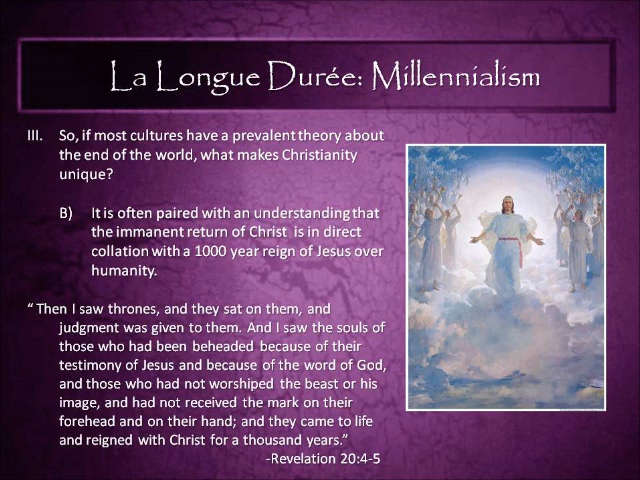 La Longue Durée: Millennialism
III. So, if most cultures have a prevalent theory about
the end of the world, what makes Christianity
unique?
B) It is often paired with an understanding that
the immanent return of Christ is in direct
collation with a 1000 year reign of Jesus over
humanity.
“ Then I saw thrones, and they sat on them, and
judgment was given to them. And I saw the souls of
those who had been beheaded because of their
testimony of Jesus and because of the word of God,
and those who had not worshiped the beast or his
image, and had not received the mark on their
forehead and on their hand; and they came to life
and reigned with Christ for a thousand years.”
-Revelation 20:4-5